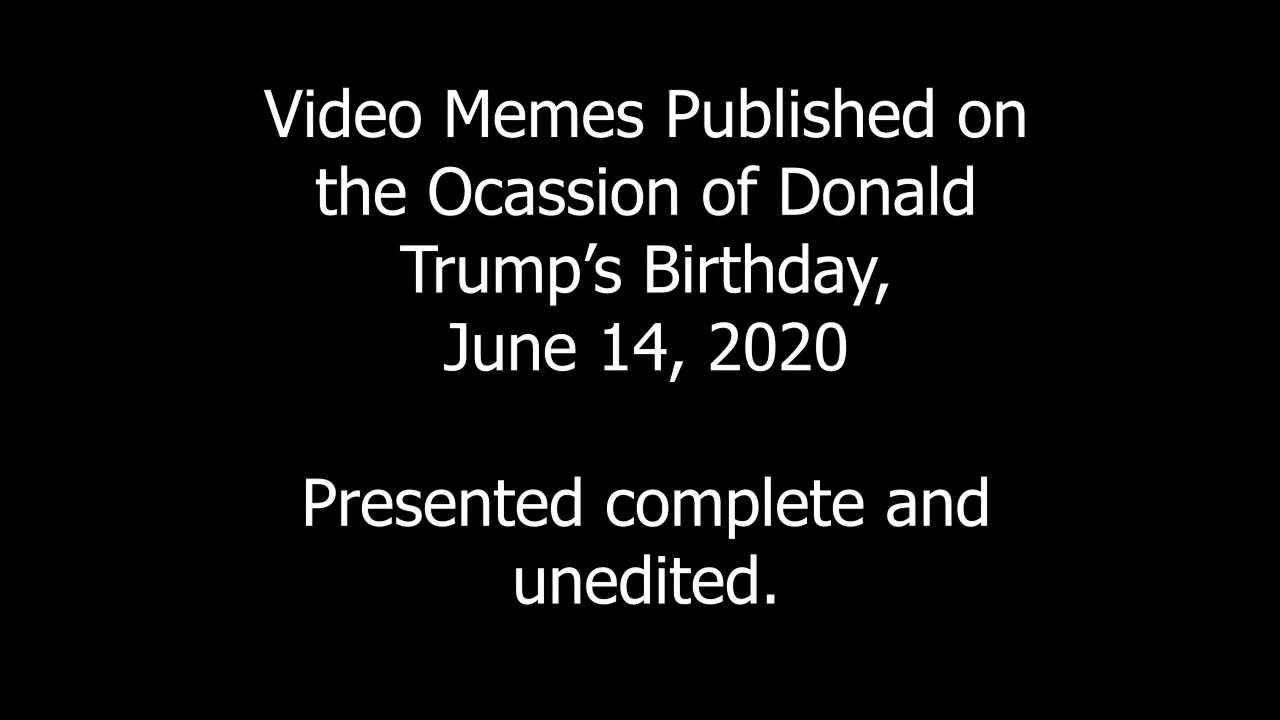 Video Memes Published on
the Ocassion of Donald
Trump’s Birthday,
June 14, 2020
Presented complete and
unedited.